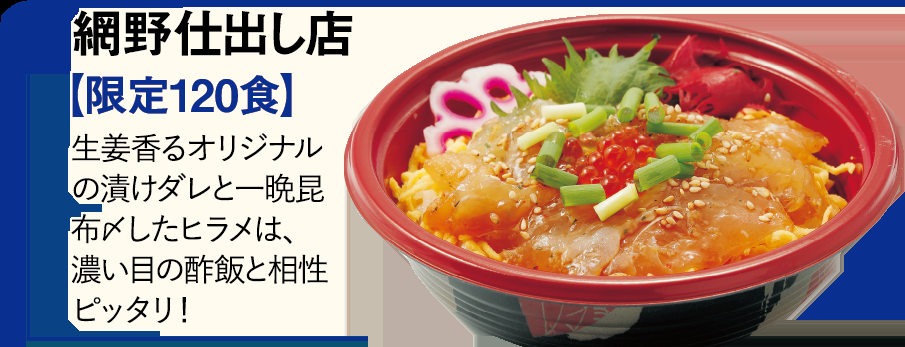 網野仕出し店
【限定120食】
生姜香るオリジナル
の漬けダレと一晩昆
布〆したヒラメは、
濃い目の酢飯と相性
ピッタリ！